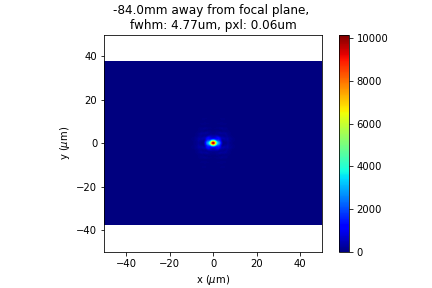 -84.0mm away from focal plane,
fwhm: 4.77um, pxl: 0.06um
40
20
0
−20
−40
y (μm)
−40 −20 0 20 40
x (μm)
10000
8000
6000
4000
2000
0